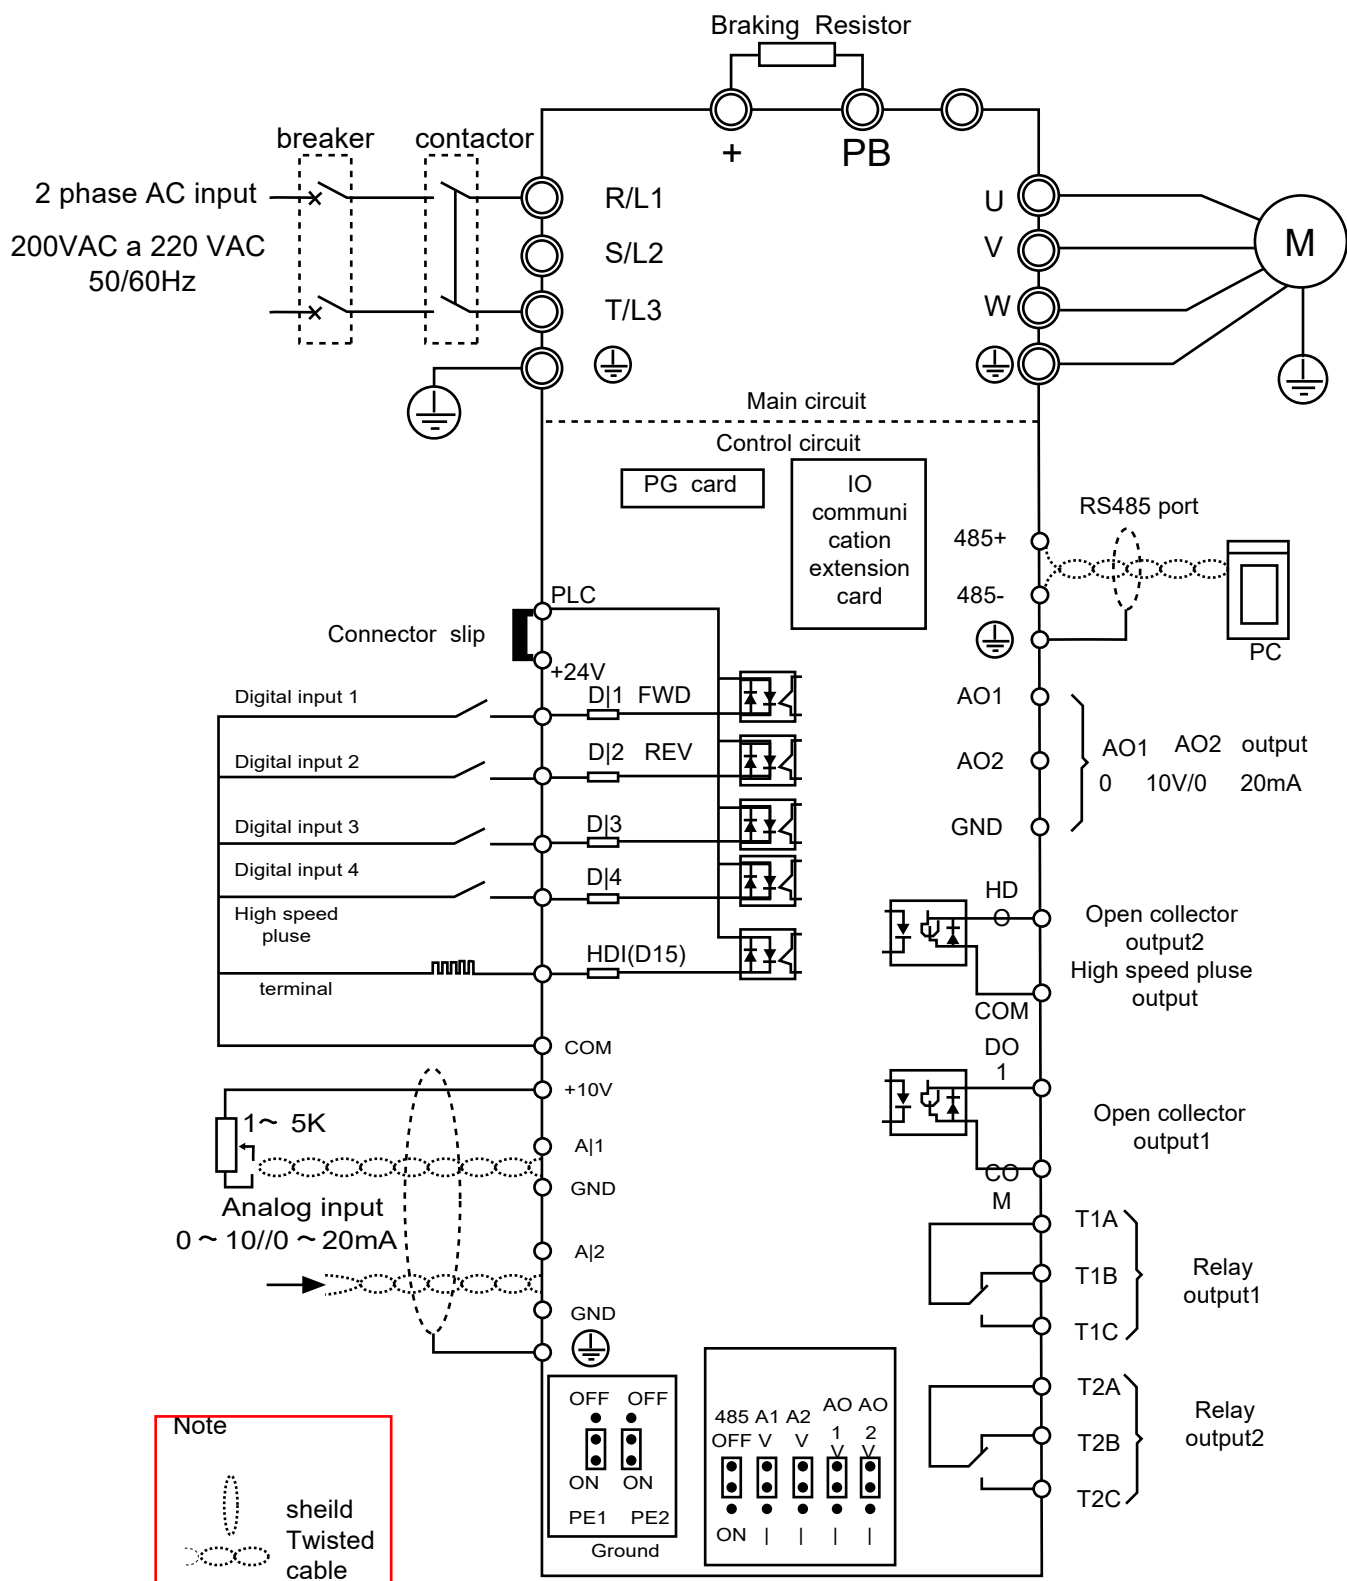 Braking Resistor
+
PB
breaker
contactor
2 phase AC input
200VAC a 220 VAC
50/60Hz
R/L1
S/L2
T/L3
U
V
W
M
Main circuit
Control circuit
PG card
IO
communi
cation
extension
card
RS485 port
485+
485-
PC
PLC
Connector slip
+24V
Digital input 1
D|1 FWD
Digital input 2
D|2 REV
Digital input 3
D|3
Digital input 4
D|4
High speed
pluse
HDI(D15)
terminal
COM
+10V
1~ 5K
A|1
GND
Analog input
0 ~ 10//0 ~ 20mA
A|2
GND
AO1
AO2
GND
AO1 AO2 output
0 10V/0 20mA
HD
O
COM
Open collector
output2
High speed pluse
output
DO
1
CO
M
Open collector
output1
T1A
T1B
T1C
Relay
output1
T2A
T2B
T2C
Relay
output2
OFF OFF
ON ON
PE1 PE2
Ground
485 A1 A2 AO AO
1 2
OFF V V V V
ON | | | |
Note
sheild
Twisted
cable